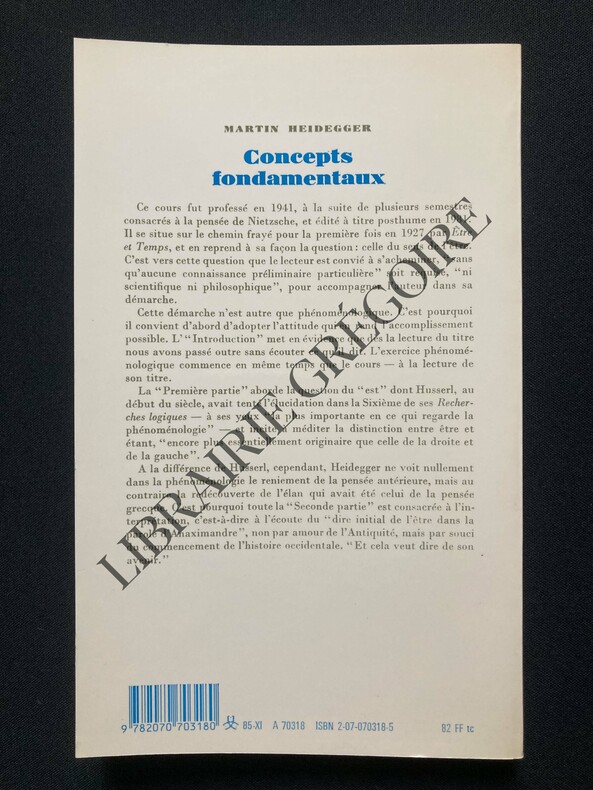 MARTIN HEIDEGGER
Concepts
fondamentaux
Ce cours fut professé en 1941, à la suite de plusieurs semestres
consacrés à la pensée de Nietzsche, et édité à titre posthume en 1981.
Il se situe sur le chemin frayé pour la première fois en 1927 par Être
et Temps, et en reprend à sa façon la question : celle du sens de l'être.
C'est vers cette question que le lecteur est convié à s'acheminer, "sans
qu'aucune connaissance préliminaire particulière" soit requise, "ni
scientifique ni philosophique", pour accompagner l'auteur dans sa
démarche.
Cette démarche n'est autre que phénoménologique. C'est pourquoi
il convient d'abord d'adopter l'attitude qui en rend l'accomplissement
possible. L'"Introduction" met en évidence que dès la lecture du titre
nous avons passé outre sans écouter ce qu'il dit. L'exercice phénomé-
nologique commence en même temps que le cours — à la lecture de
son titre.
La "Première partie" aborde la question du "est" dont Husserl, au
début du siècle, avait tenté l'élucidation dans la Sixième de ses Recher-
ches logiques — à ses yeux "la plus importante en ce qui regarde la
phénoménologie" — et invite à méditer la distinction entre être et
étant, "encore plus essentiellement originaire que celle de la droite et
de la gauche".
A la différence de Husserl, cependant, Heidegger ne voit nullement
dans la phénoménologie le reniement de la pensée antérieure, mais au
contraire la redécouverte de l'élan qui avait été celui de la pensée
grecque. C'est pourquoi toute la "Seconde partie" est consacrée à l'in-
terprétation, c'est-à-dire à l'écoute du "dire initial de l'être dans la
parole d'Anaximandre", non par amour de l'Antiquité, mais par souci
du commencement de l'histoire occidentale. "Et cela veut dire de son
avenir."
LIBRAIRIE GRÉGOIRE
9 782070 703180
85-XI A 70318 ISBN 2-07-070318-5
82 FF tc